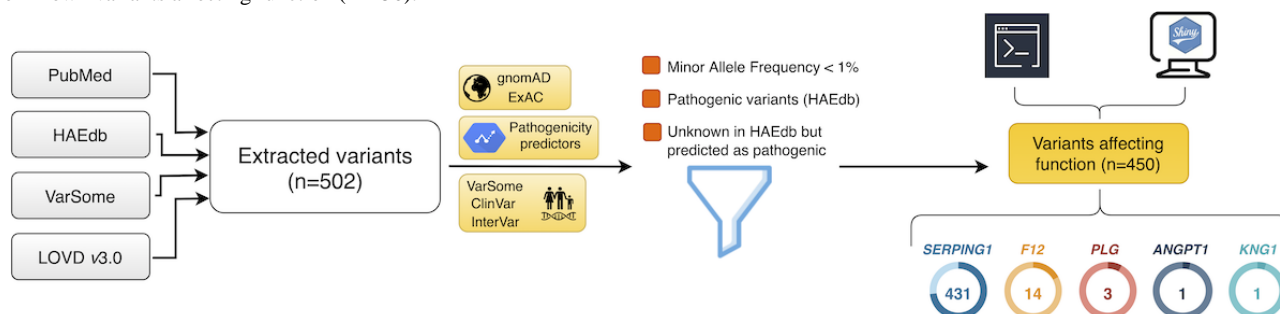 PubMed
HAEdb
VarSome
LOVD v3.0
Extracted variants
(n=502)
gnomAD
ExAC
Pathogenicity
predictors
VarSome
ClinVar
InterVar
Minor Allele Frequency < 1%
Pathogenic variants (HAEdb)
Unknown in HAEdb but
predicted as pathogenic
>_
Shiny
Variants affecting
function (n=450)
SERPING1
F12
PLG
ANGPT1
KNG1
431
14
3
1
1